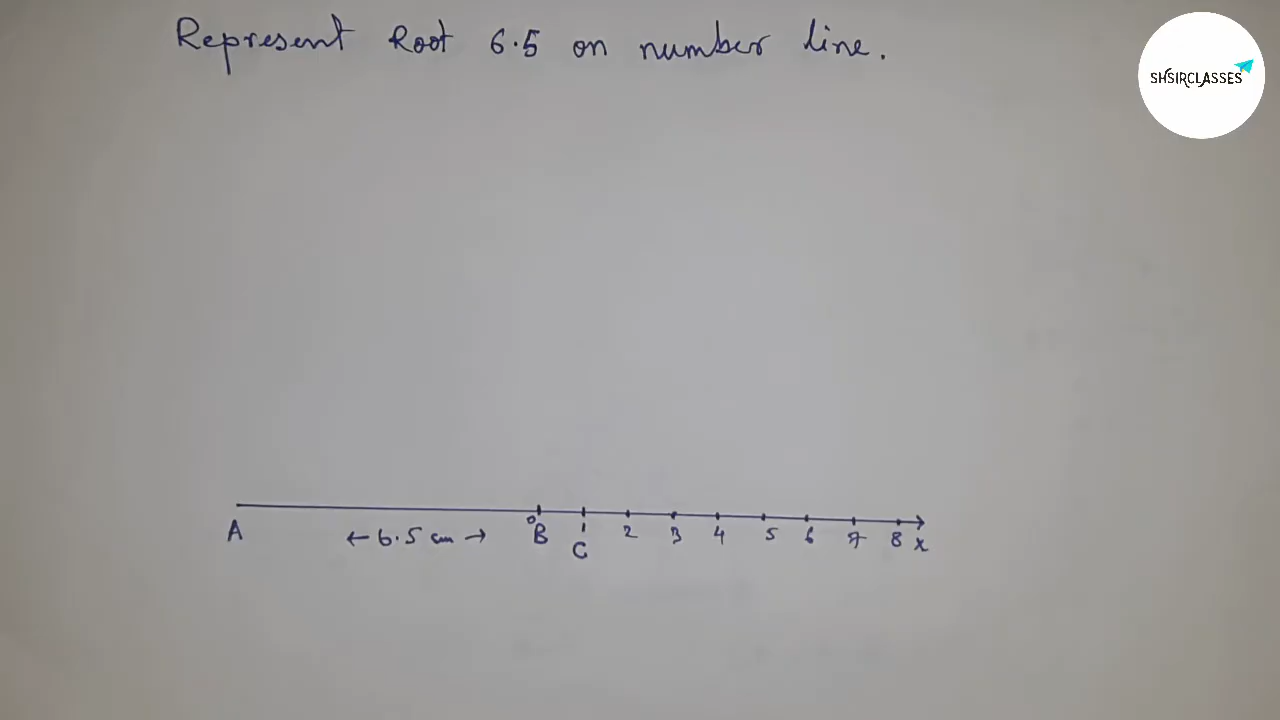 Represent Root 6.5 on number line.
SHSIRCLASSES
A ← 6.5 cm → 0 B 1 C 2 3 4 5 6 7 8 x